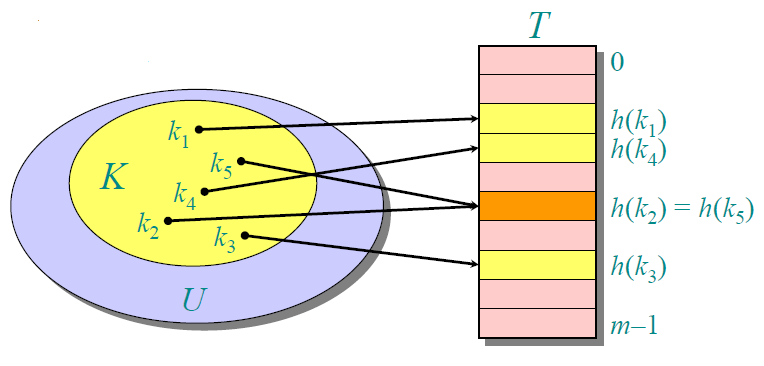 T
0
k₁
h(k₁)
k₅
h(k₄)
K
k₄
k₂
h(k₂) = h(k₅)
k₃
h(k₃)
U
m–1